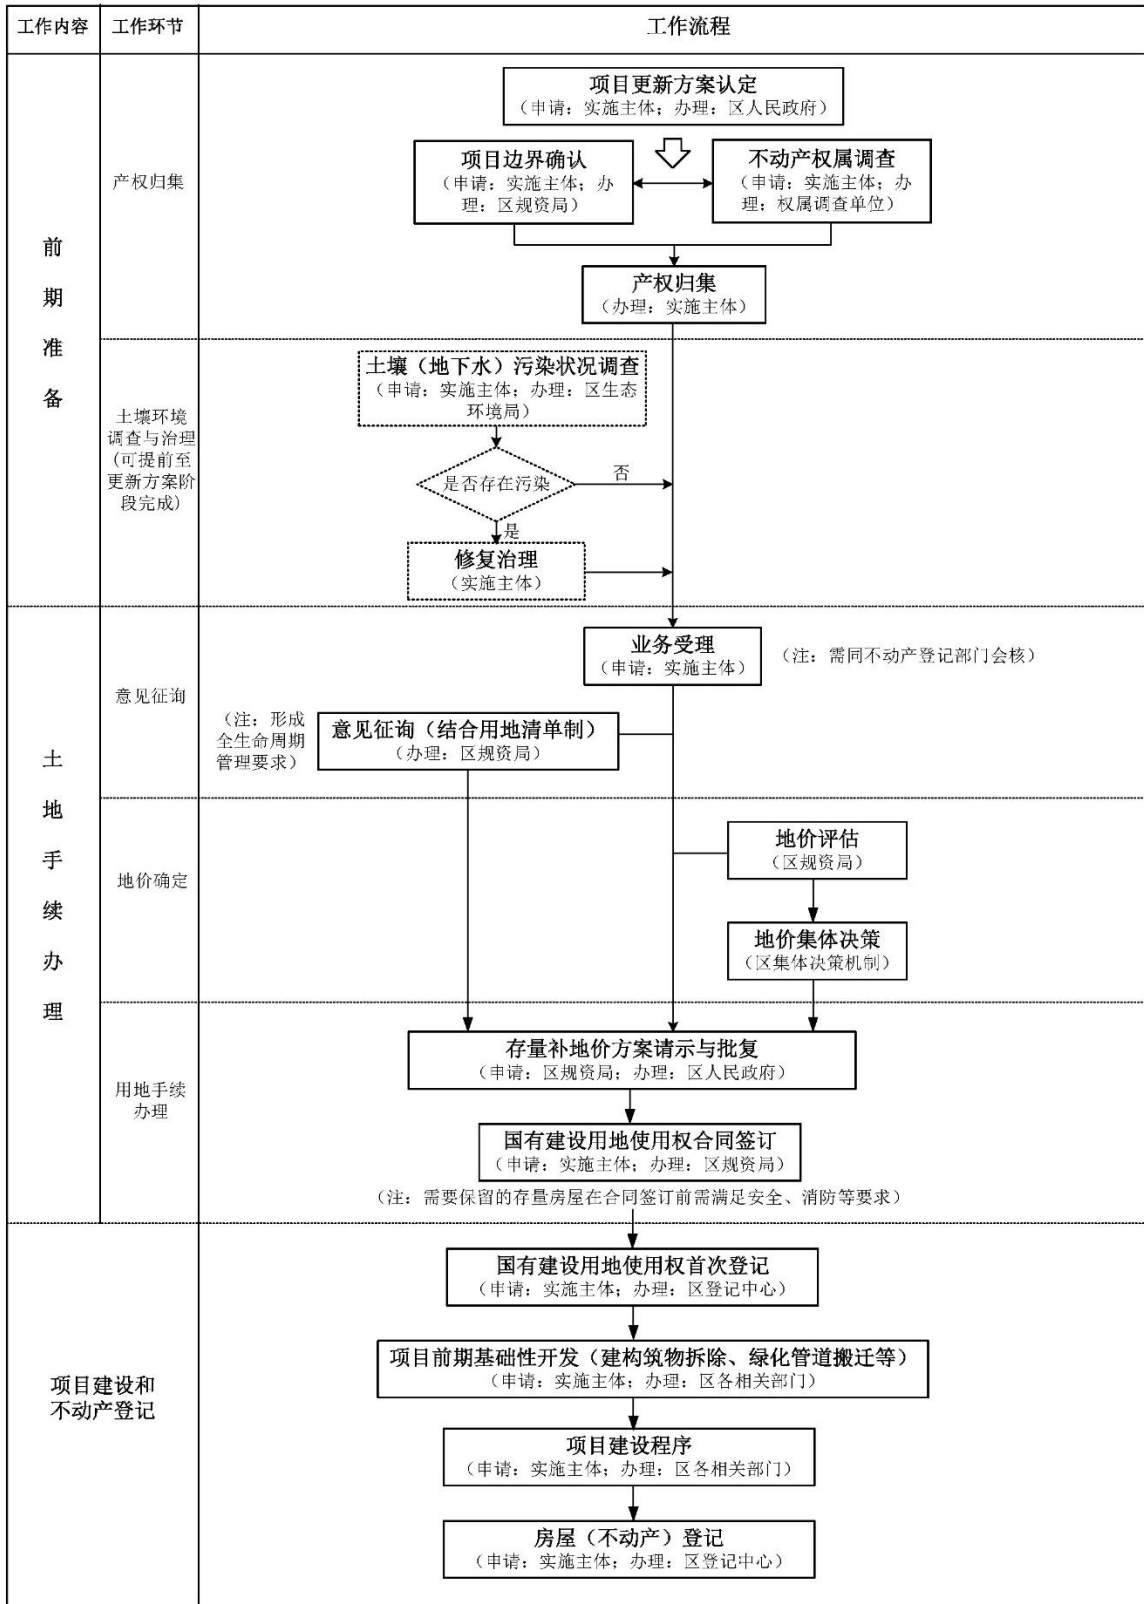 工作内容
工作环节
工作流程
前
期
准
备
产权归集
项目更新方案认定
（申请：实施主体；办理：区人民政府）
项目边界确认
（申请：实施主体；办
理：区规资局）
不动产权属调查
（申请：实施主体；办
理：权属调查单位）
产权归集
（办理：实施主体）
土壤环境
调查与治理
(可提前至
更新方案阶
段完成)
土壤（地下水）污染状况调查
（申请：实施主体；办理：区生态
环境局）
是否存在污染
否
是
修复治理
（实施主体）
土
地
手
续
办
理
意见征询
业务受理
（申请：实施主体）
（注：需同不动产登记部门会核）
（注：形成
全生命周期
管理要求）
意见征询（结合用地清单制）
（办理：区规资局）
地价确定
地价评估
（区规资局）
地价集体决策
（区集体决策机制）
用地手续
办理
存量补地价方案请示与批复
（申请：区规资局；办理：区人民政府）
国有建设用地使用权合同签订
（申请：实施主体；办理：区规资局）
（注：需要保留的存量房屋在合同签订前需满足安全、消防等要求）
项目建设和
不动产登记
国有建设用地使用权首次登记
（申请：实施主体；办理：区登记中心）
项目前期基础性开发（建构筑物拆除、绿化管道搬迁等）
（申请：实施主体；办理：区各相关部门）
项目建设程序
（申请：实施主体；办理：区各相关部门）
房屋（不动产）登记
（申请：实施主体；办理：区登记中心）